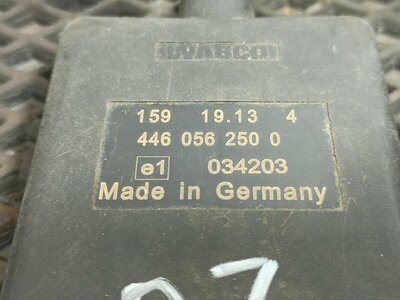 WABCO
159 19.13 4
446 056 250 0
e1 034203
Made in Germany